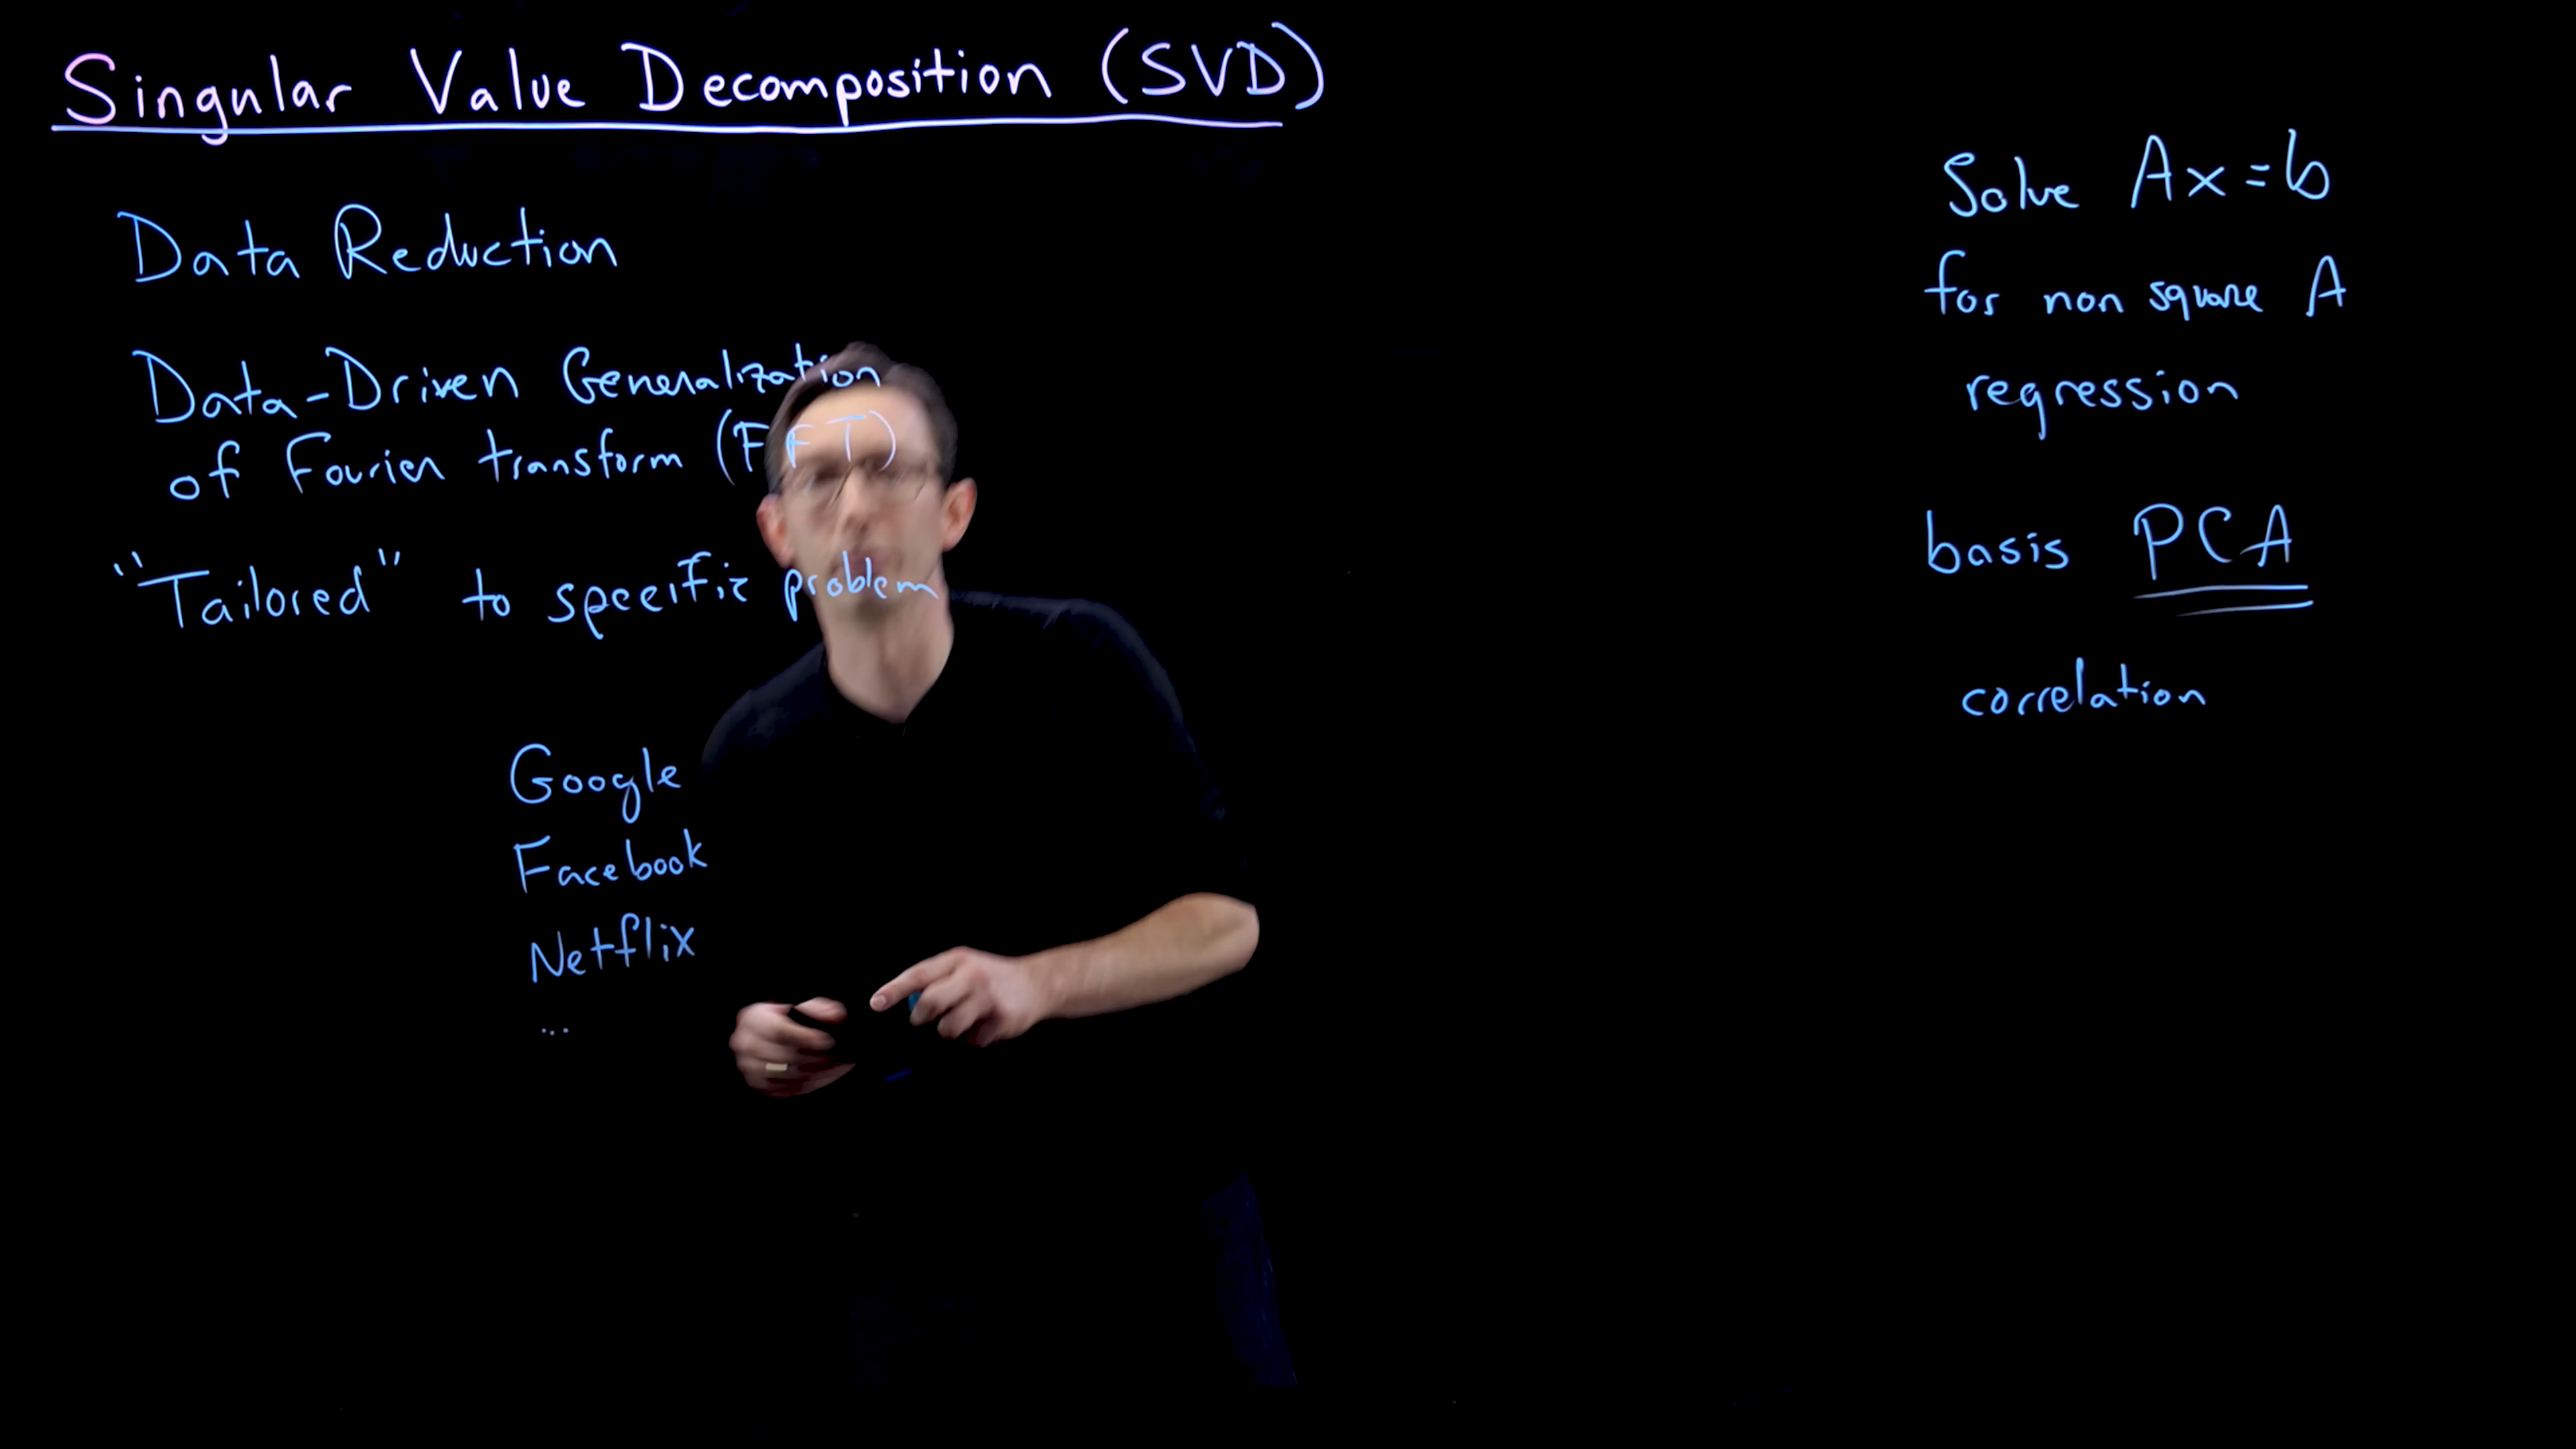 Singular Value Decomposition (SVD)
Data Reduction
Data-Driven Generalization
of Fourier transform (FFT)
"Tailored" to specific problem
Google
Facebook
Netflix
...
Solve Ax=b
for non square A
regression
basis PCA
correlation